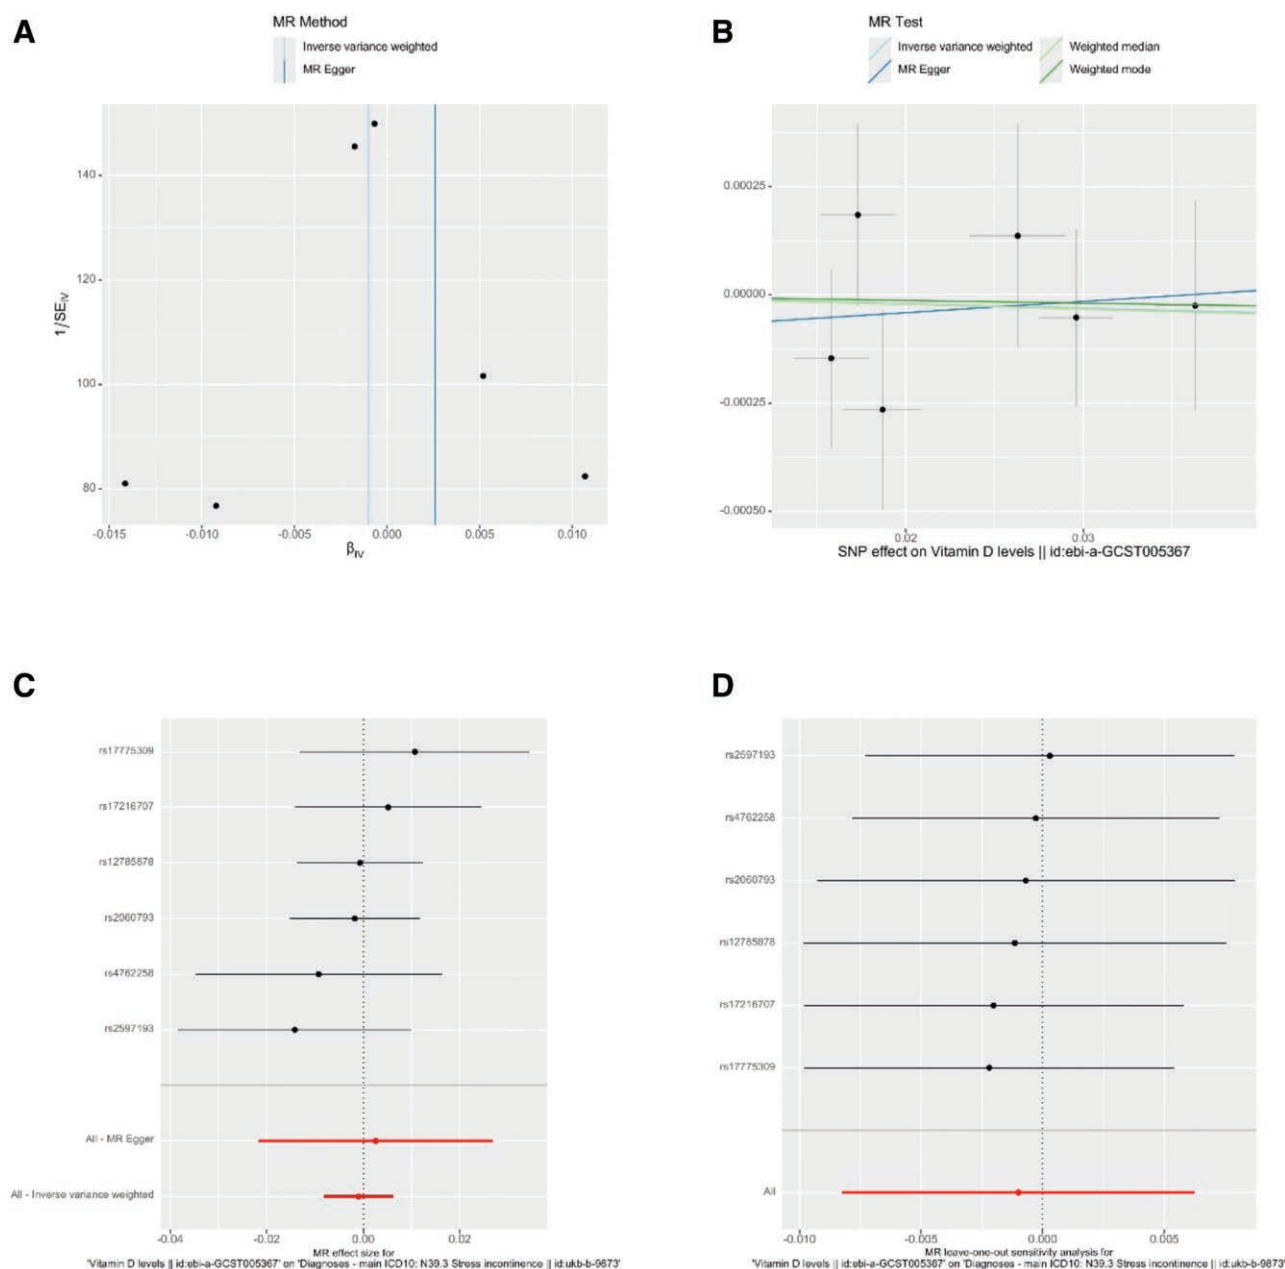 A
MR Method
Inverse variance weighted
MR Egger
140
120
100
80
1/SEIV
-0.015 -0.010 -0.005 0.000 0.005 0.010
βIV
B
MR Test
Inverse variance weighted Weighted median
MR Egger Weighted mode
0.00025
0.00000
-0.00025
-0.00050
0.02 0.03
SNP effect on Vitamin D levels || id:ebi-a-GCST005367
C
rs17775309
rs17216707
rs12785878
rs2060793
rs4762258
rs2597193
All - MR Egger
All - Inverse variance weighted
-0.04 -0.02 0.00 0.02
MR effect size for
'Vitamin D levels || id:ebi-a-GCST005367' on 'Diagnoses - main ICD10: N39.3 Stress incontinence || id:ukb-b-9873'
D
rs2597193
rs4762258
rs2060793
rs12785878
rs17216707
rs17775309
All
-0.010 -0.005 0.000 0.005
MR leave-one-out sensitivity analysis for
'Vitamin D levels || id:ebi-a-GCST005367' on 'Diagnoses - main ICD10: N39.3 Stress incontinence || id:ukb-b-9873'